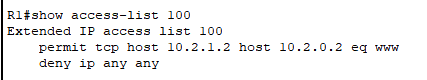 R1#show access-list 100
Extended IP access list 100
permit tcp host 10.2.1.2 host 10.2.0.2 eq www
deny ip any any